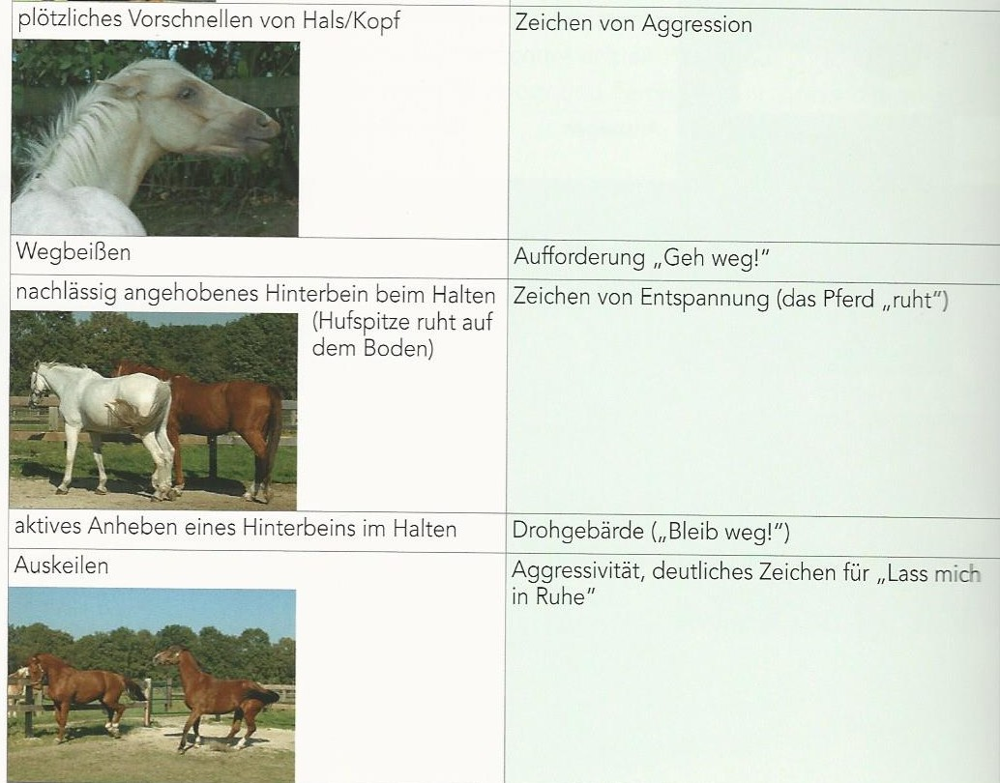 plötzliches Vorschnellen von Hals/Kopf
Zeichen von Aggression
Wegbeißen
Aufforderung „Geh weg!“
nachlässig angehobenes Hinterbein beim Halten
(Hufspitze ruht auf
dem Boden)
Zeichen von Entspannung (das Pferd „ruht“)
aktives Anheben eines Hinterbeins im Halten
Drohgebärde („Bleib weg!“)
Auskeilen
Aggressivität, deutliches Zeichen für „Lass mich
in Ruhe“